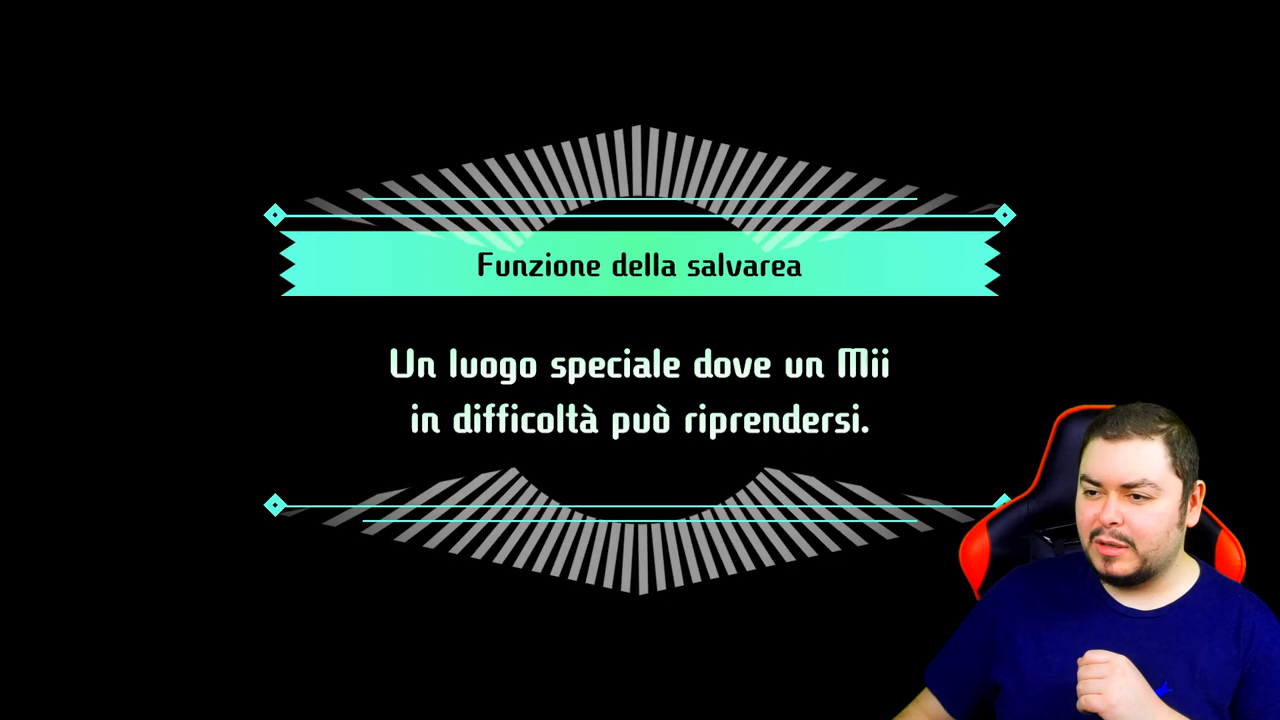 Funzione della salvarea
Un luogo speciale dove un Mii
in difficoltà può riprendersi.